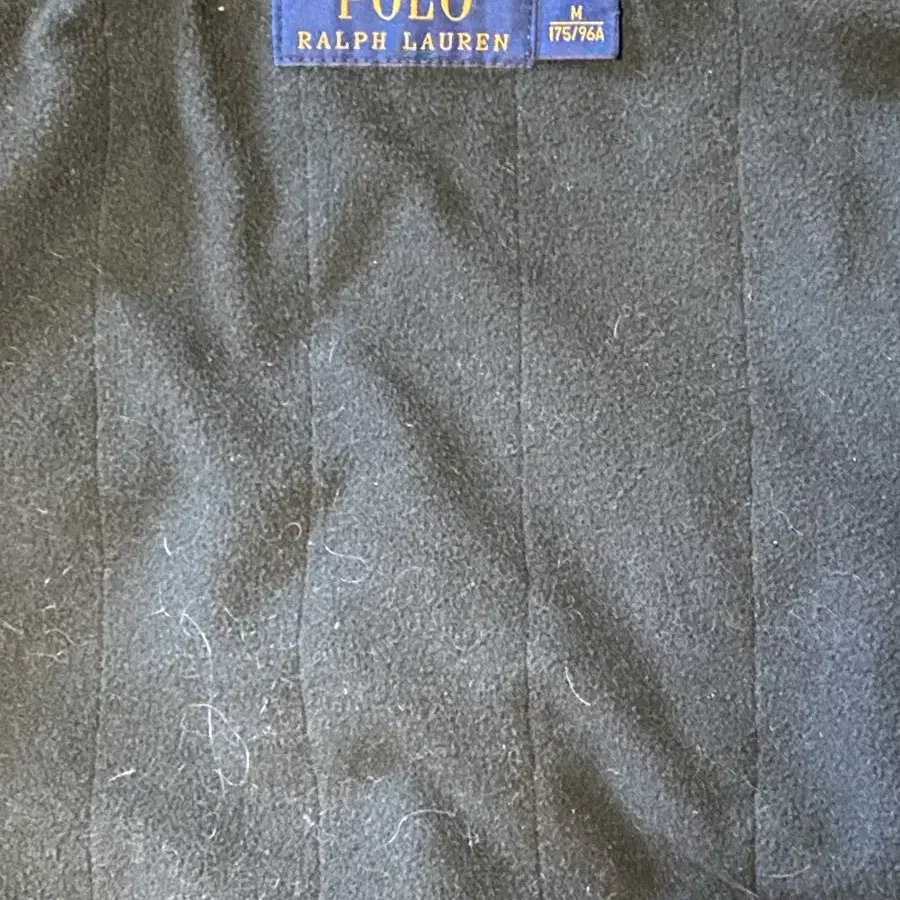 POLO
RALPH LAUREN
M
175/96A